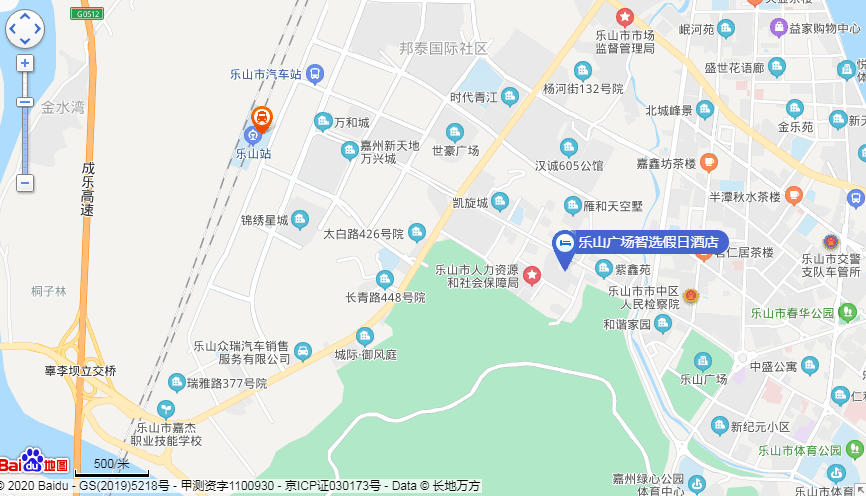 G0512
乐山市市场
监督管理局
岷河苑
益家购物中心
邦泰国际社区
乐山市汽车站
盛世花语廊
杨河街132号院
时代青江
金水湾
万和城
北城峰景
金乐苑
乐山站
嘉州新天地
万兴城
世豪广场
汉诚605公馆
嘉鑫坊茶楼
成乐高速
半潭秋水茶楼
凯旋城
雁和天空墅
锦绣星城
太白路426号院
乐山广场智选假日酒店
茗仁居茶楼
乐山市交警
支队车管所
乐山市人力资源
和社会保障局
紫鑫苑
桐子林
长青路448号院
乐山市市中区
人民检察院
乐山市春华公园
和谐家园
乐山众瑞汽车销售
服务有限公司
城际·御风庭
辜李坝立交桥
瑞雅路377号院
乐山广场
中盛公寓
乐山市嘉杰
职业技能学校
新纪元小区
乐山市体育公园
嘉州绿心公园
体育中心
Bai du 地图
500/米
© 2020 Baidu - GS(2019)5218号 - 甲测资字1100930 - 京ICP证030173号 - Data © 长地万方